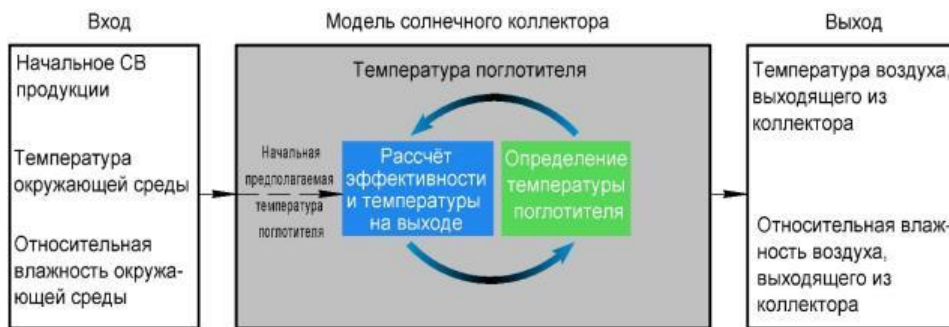 Вход
Модель солнечного коллектора
Выход
Начальное СВ
продукции
Температура
окружающей среды
Относительная
влажность окружа-
ющей среды
Температура поглотителя
Начальная
предполагаемая
температура
поглотителя
Рассчёт
эффективности
и температуры
на выходе
Определение
температуры
поглотителя
Температура воздуха,
выходящего из
коллектора
Относительная влаж-
ность воздуха,
выходящего из
коллектора